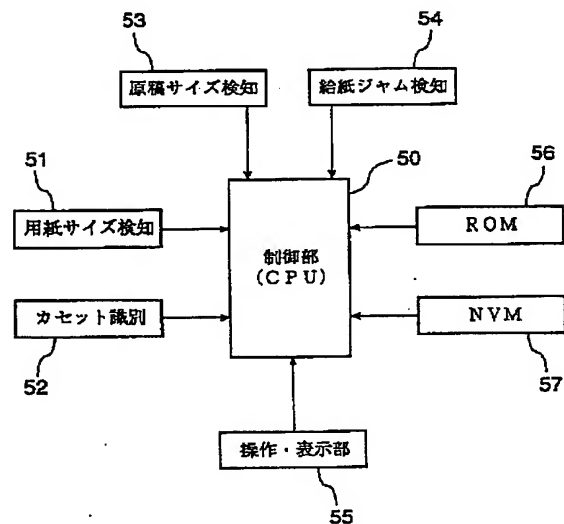 53
54
原稿サイズ検知
給紙ジャム検知
51
50
56
用紙サイズ検知
制御部
(CPU)
ROM
カセット識別
NVM
52
57
操作・表示部
55